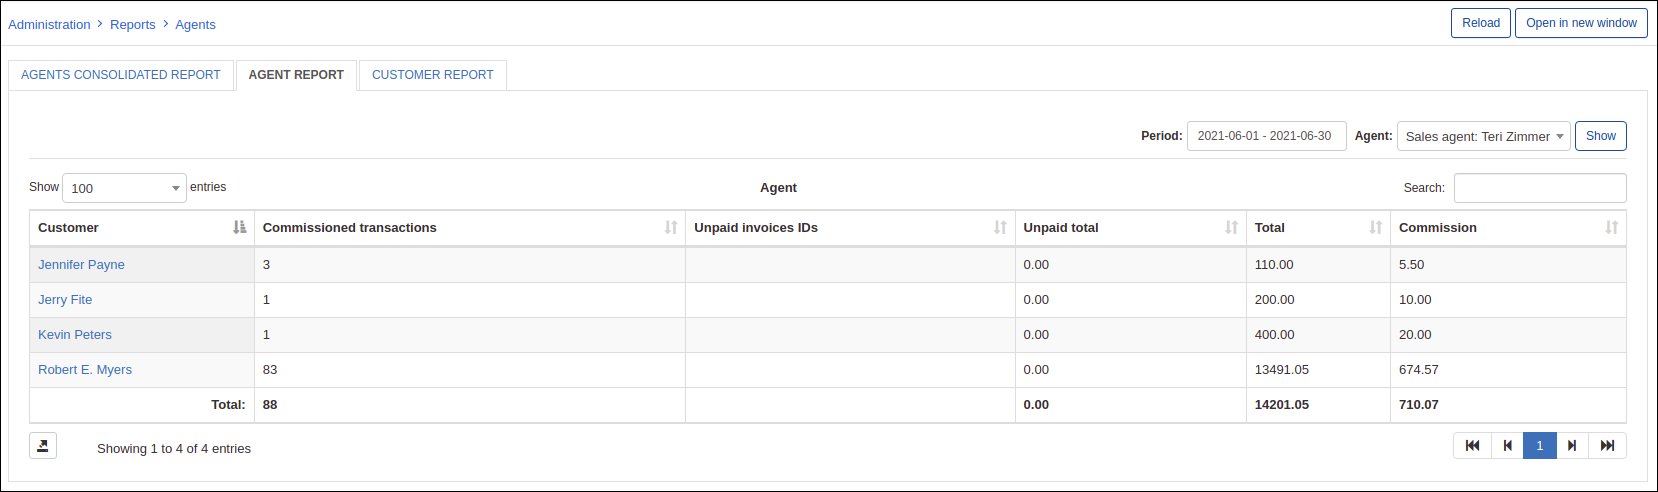 Administration > Reports > Agents Reload Open in new window
AGENTS CONSOLIDATED REPORT AGENT REPORT CUSTOMER REPORT
Period: 2021-06-01 - 2021-06-30 Agent: Sales agent: Teri Zimmer Show
Show 100 entries Agent Search:
Customer Commissioned transactions Unpaid invoices IDs Unpaid total Total Commission
Jennifer Payne 3 0.00 110.00 5.50
Jerry Fite 1 0.00 200.00 10.00
Kevin Peters 1 0.00 400.00 20.00
Robert E. Myers 83 0.00 13491.05 674.57
Total: 88 0.00 14201.05 710.07
Showing 1 to 4 of 4 entries 1